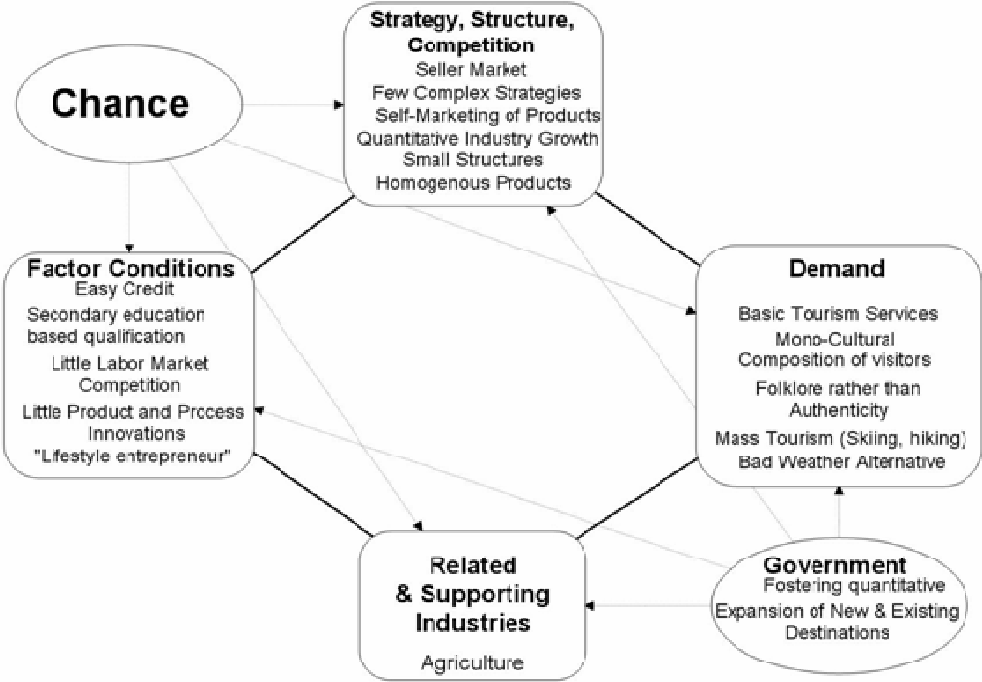 Chance
Strategy, Structure,
Competition
Seller Market
Few Complex Strategies
Self-Marketing of Products
Quantitative Industry Growth
Small Structures
Homogenous Products
Factor Conditions
Easy Credit
Secondary education
based qualification
Little Labor Market
Competition
Little Product and Process
Innovations
"Lifestyle entrepreneur"
Demand
Basic Tourism Services
Mono-Cultural
Composition of visitors
Folklore rather than
Authenticity
Mass Tourism (Skiing, hiking)
Bad Weather Alternative
Related
& Supporting
Industries
Agriculture
Government
Fostering quantitative
Expansion of New & Existing
Destinations